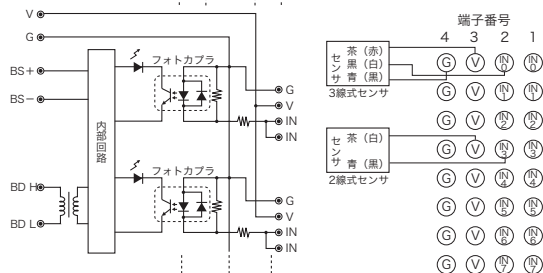 V
G
BS+
BS−
BD H
BD L
内部回路
フォトカプラ
G
V
IN
IN
フォトカプラ
G
V
IN
IN
端子番号
4 3 2 1
センサ
茶（赤）
黒（白）
青（黒）
3線式センサ
G V IN0 IN0
G V IN1 IN1
G V IN2 IN2
センサ
茶（白）
青（黒）
2線式センサ
G V IN3 IN3
G V IN4 IN4
G V IN5 IN5
G V IN6 IN6
G V IN7 IN7